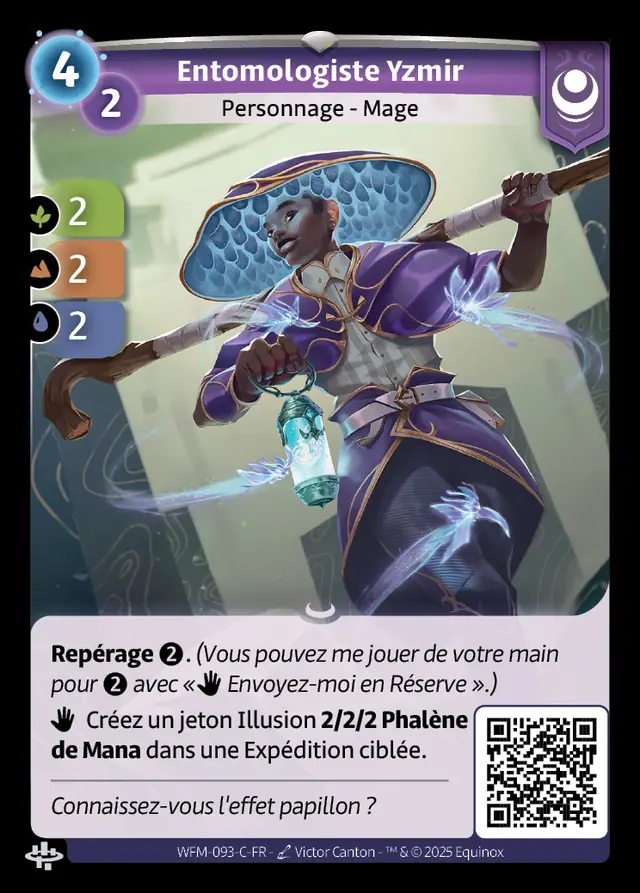 4
2
Entomologiste Yzmir
Personnage - Mage
2
2
2
Repérage ❷. (Vous pouvez me jouer de votre main
pour ❷ avec « Envoyez-moi en Réserve ».)
Créez un jeton Illusion 2/2/2 Phalène
de Mana dans une Expédition ciblée.
Connaissez-vous l'effet papillon ?
WFM-093-C-FR - Victor Canton - ™ & © 2025 Equinox